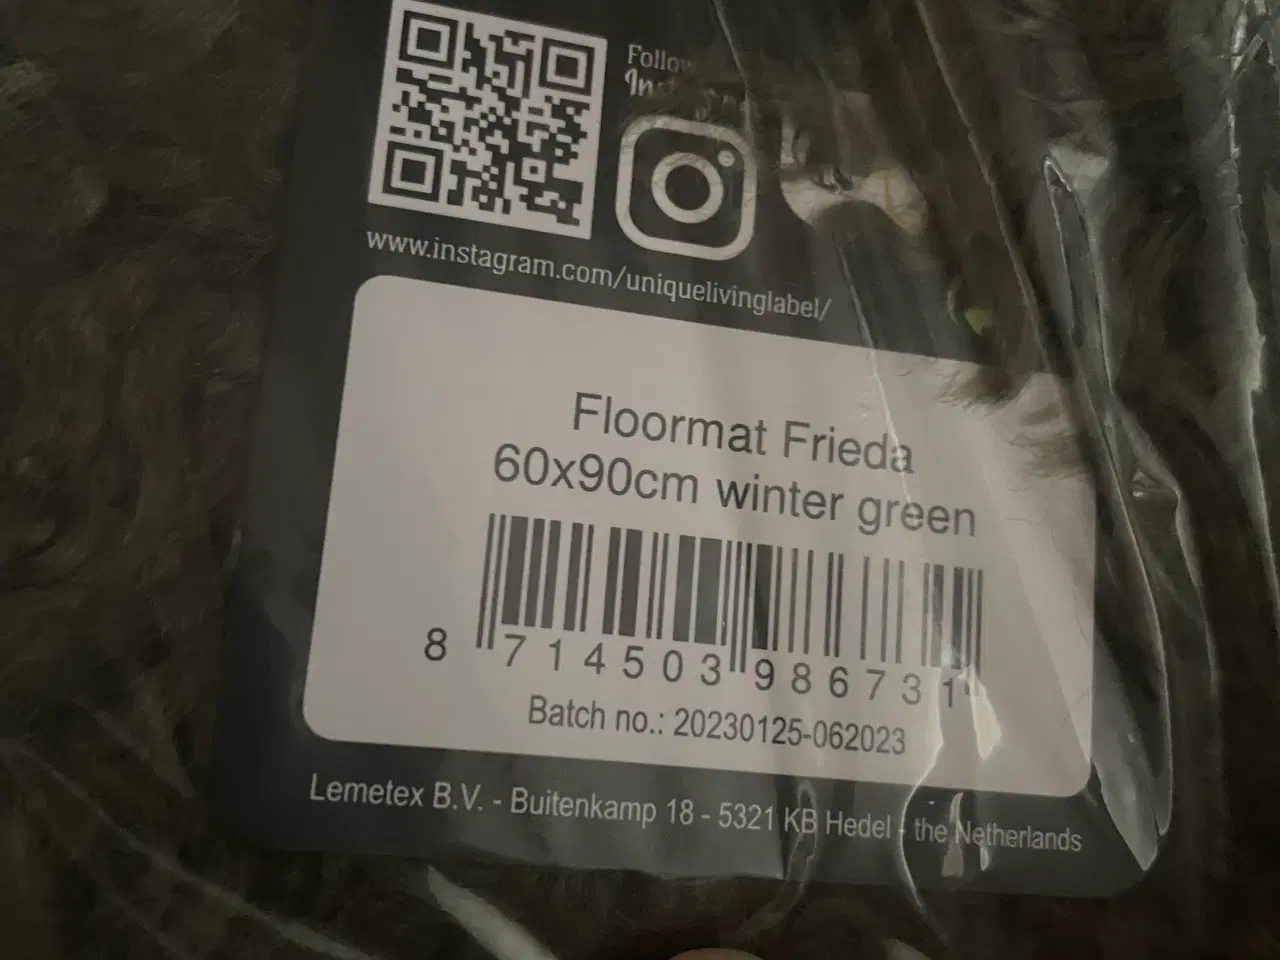 Follow
www.instagram.com/uniquelivinglabel/
Floormat Frieda
60x90cm winter green
8 714503 986731
Batch no.: 20230125-062023
Lemetex B.V. - Buitenkamp 18 - 5321 KB Hedel - the Netherlands